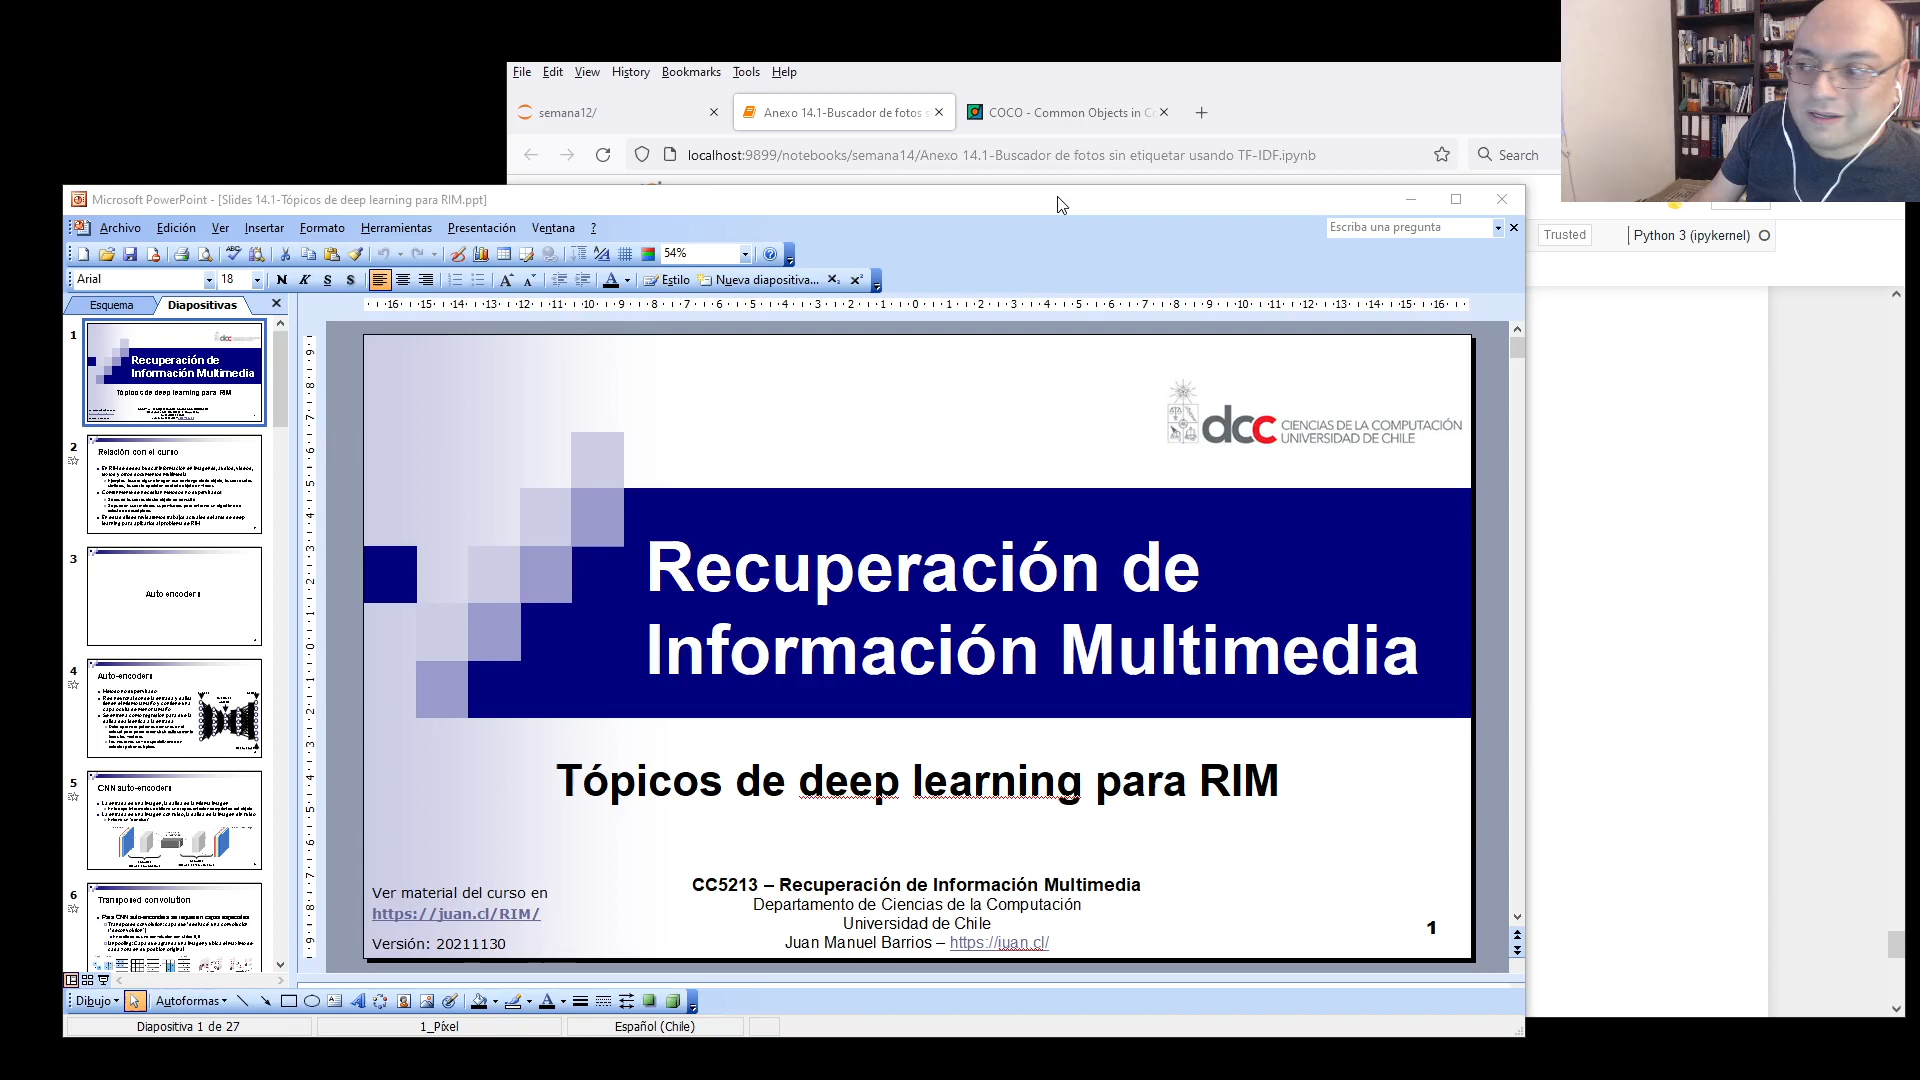 File Edit View History Bookmarks Tools Help
semana12/
Anexo 14.1-Buscador de fotos s
COCO - Common Objects in Co
localhost:9899/notebooks/semana14/Anexo 14.1-Buscador de fotos sin etiquetar usando TF-IDF.ipynb
Search
Trusted
Python 3 (ipykernel)
Microsoft PowerPoint - [Slides 14.1-Tópicos de deep learning para RIM.ppt]
Archivo Edición Ver Insertar Formato Herramientas Presentación Ventana ?
Escriba una pregunta
54%
Arial 18 N K S S
Estilo Nueva diapositiva...
Esquema Diapositivas
1
Recuperación de
Información Multimedia
Tópicos de deep learning para RIM
2
Relación con el curso
3
Auto encoders
4
Auto-encoders
5
CNN auto-encoders
6
Transposed convolution
dcc CIENCIAS DE LA COMPUTACIÓN
UNIVERSIDAD DE CHILE
Recuperación de
Información Multimedia
Tópicos de deep learning para RIM
Ver material del curso en
https://juan.cl/RIM/
Versión: 20211130
CC5213 – Recuperación de Información Multimedia
Departamento de Ciencias de la Computación
Universidad de Chile
Juan Manuel Barrios – https://juan.cl/
1
Dibujo Autoformas
Diapositiva 1 de 27
1_Píxel
Español (Chile)